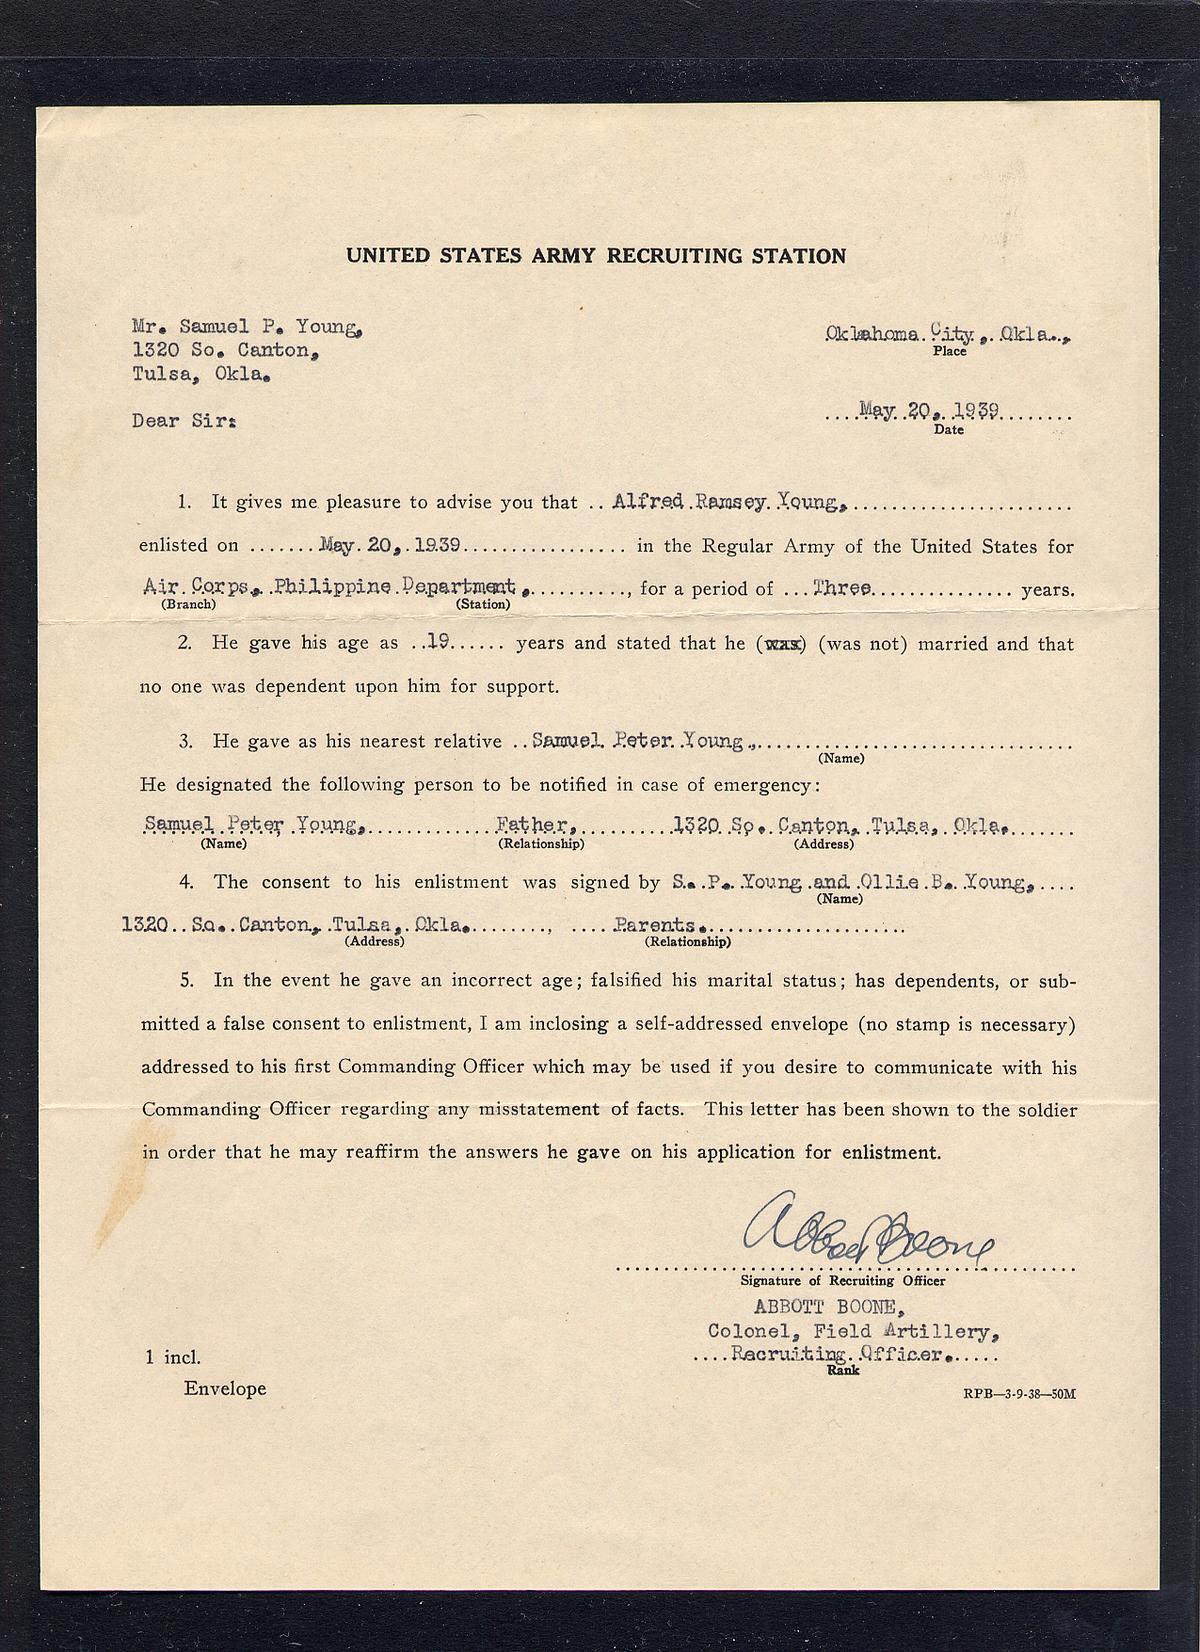 UNITED STATES ARMY RECRUITING STATION
Mr. Samuel P. Young,
1320 So. Canton,
Tulsa, Okla.
Oklahoma City, Okla.,
Place
May 20, 1939
Date
Dear Sir:
1. It gives me pleasure to advise you that Alfred Ramsey Young,
enlisted on May 20, 1939 in the Regular Army of the United States for
Air Corps, Philippine Department, for a period of Three years.
(Branch) (Station)
2. He gave his age as 19 years and stated that he (was) (was not) married and that
no one was dependent upon him for support.
3. He gave as his nearest relative Samuel Peter Young,
(Name)
He designated the following person to be notified in case of emergency:
Samuel Peter Young, Father, 1320 So. Canton, Tulsa, Okla.
(Name) (Relationship) (Address)
4. The consent to his enlistment was signed by S. P. Young and Ollie B. Young,
(Name)
1320 So. Canton, Tulsa, Okla. , Parents.
(Address) (Relationship)
5. In the event he gave an incorrect age; falsified his marital status; has dependents, or sub-
mitted a false consent to enlistment, I am inclosing a self-addressed envelope (no stamp is necessary)
addressed to his first Commanding Officer which may be used if you desire to communicate with his
Commanding Officer regarding any misstatement of facts. This letter has been shown to the soldier
in order that he may reaffirm the answers he gave on his application for enlistment.
Abbott Boone
Signature of Recruiting Officer
ABBOTT BOONE,
Colonel, Field Artillery,
Recruiting Officer.
Rank
1 incl.
Envelope
RPB—3-9-38—50M